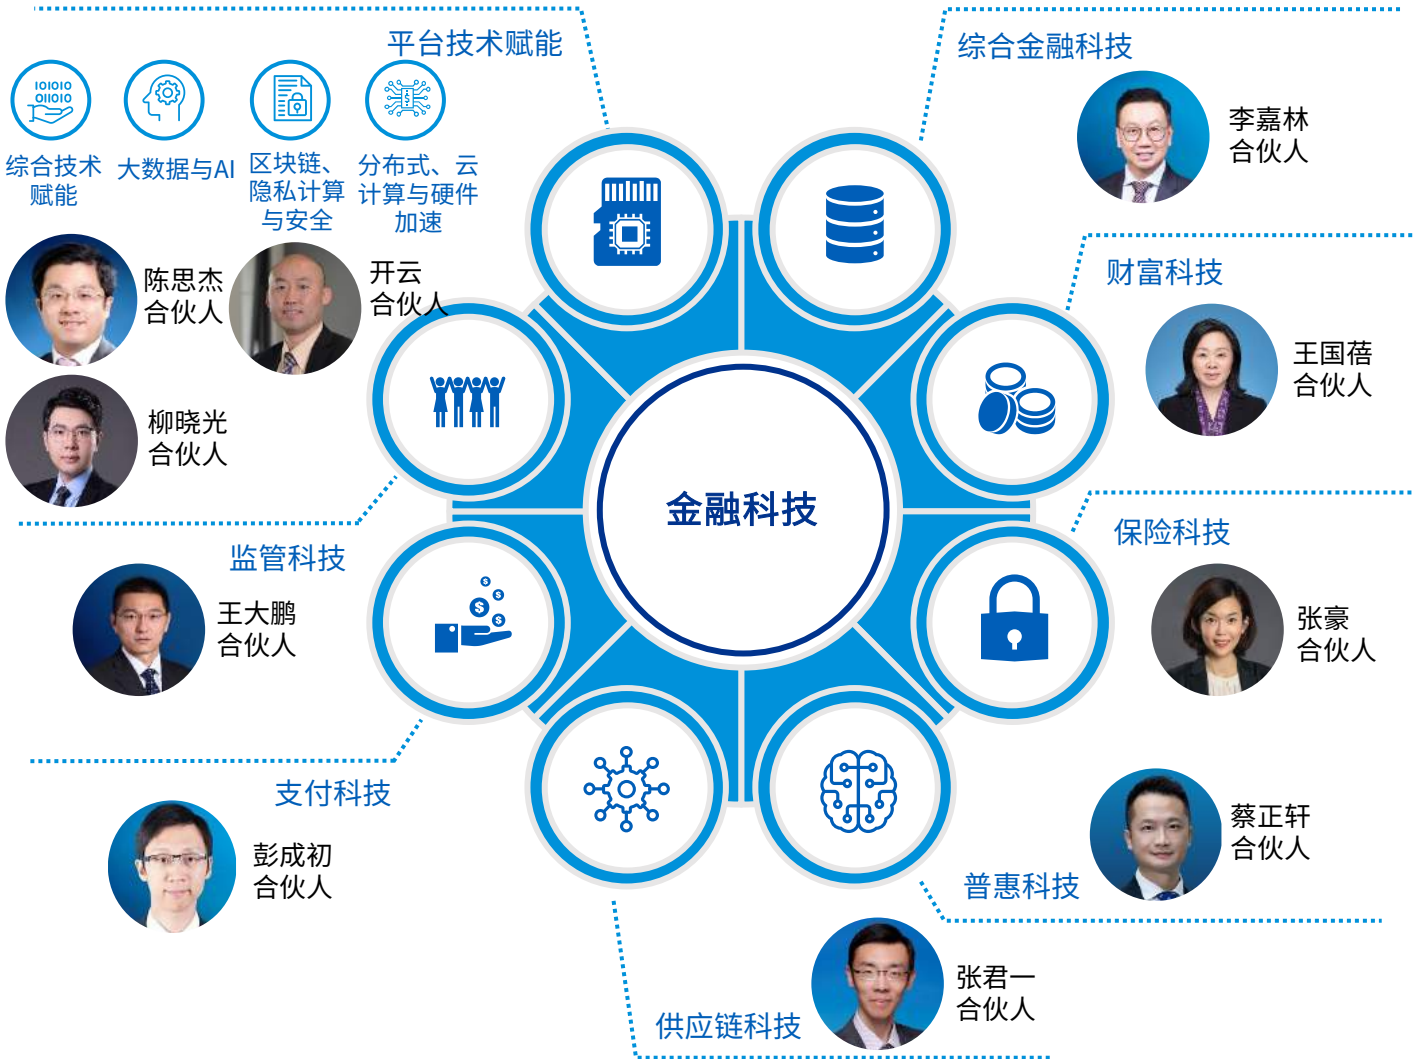 平台技术赋能
综合技术
赋能
大数据与AI
区块链、
隐私计算
与安全
分布式、云
计算与硬件
加速
陈思杰
合伙人
开云
合伙人
柳晓光
合伙人
综合金融科技
李嘉林
合伙人
财富科技
王国蓓
合伙人
金融科技
保险科技
张豪
合伙人
监管科技
王大鹏
合伙人
支付科技
彭成初
合伙人
普惠科技
蔡正轩
合伙人
供应链科技
张君一
合伙人